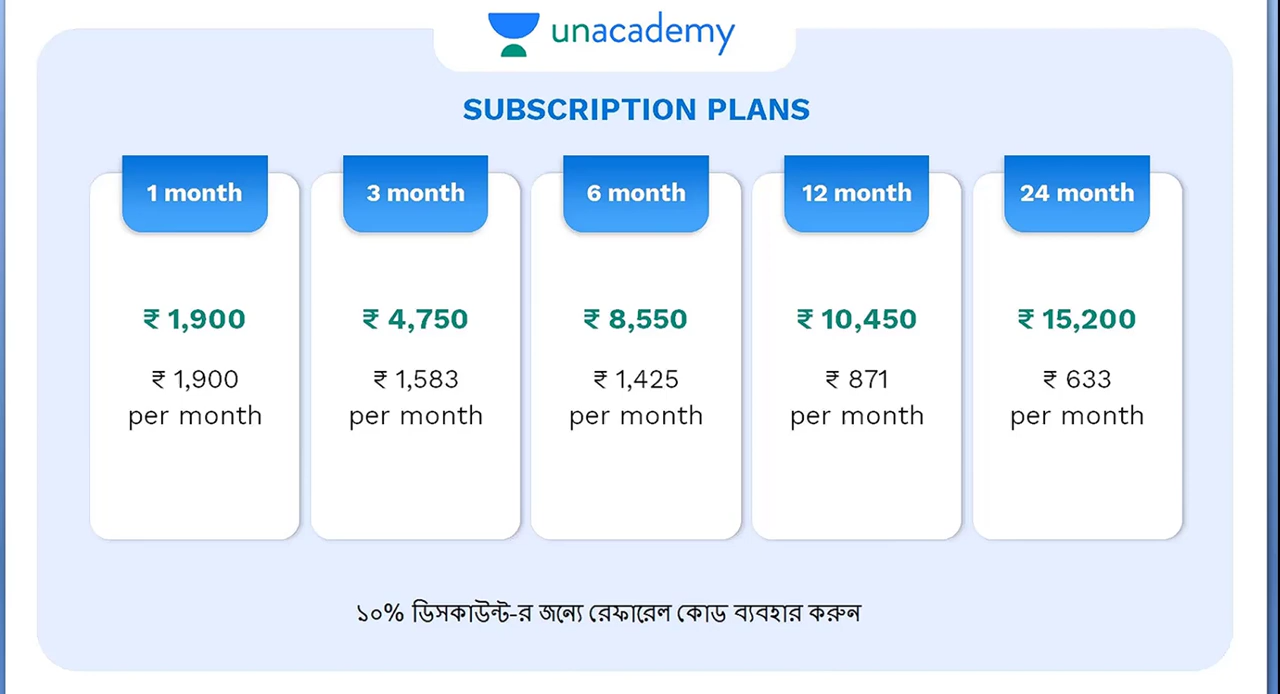 unacademy
SUBSCRIPTION PLANS
1 month
₹ 1,900
₹ 1,900
per month
3 month
₹ 4,750
₹ 1,583
per month
6 month
₹ 8,550
₹ 1,425
per month
12 month
₹ 10,450
₹ 871
per month
24 month
₹ 15,200
₹ 633
per month
১০% ডিসকাউন্ট-র জন্যে রেফারেল কোড ব্যবহার করুন